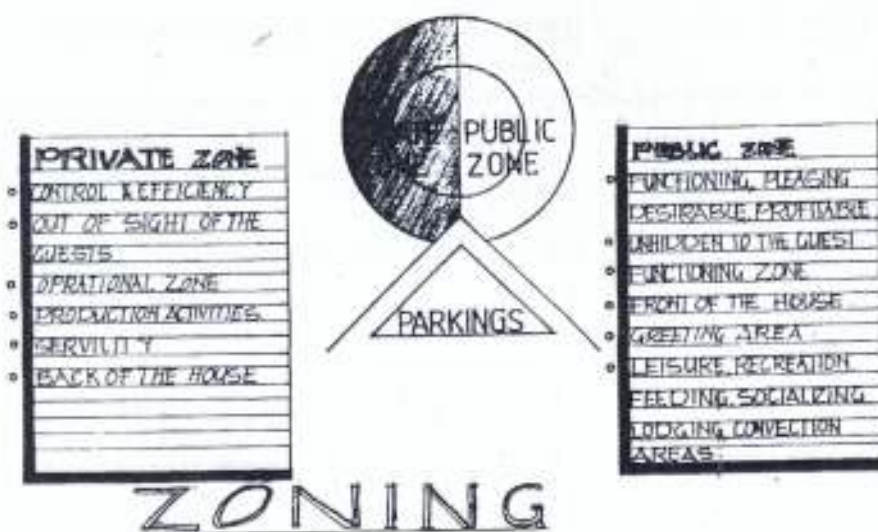 PRIVATE ZONE
CONTROL & EFFICIENCY
OUT OF SIGHT OF THE
GUESTS
OPRATIONAL ZONE
PRODUCTION ACTIVITIES
SERVILITY
BACK OF THE HOUSE
PUBLIC
ZONE
PARKINGS
PUBLIC ZONE
FUNCTIONING, PLEASING
DESIRABLE, PROFITABLE
UNHIDDEN TO THE GUEST
FUNCTIONING ZONE
FRONT OF THE HOUSE
GREETING AREA
LEISURE, RECREATION
FEEDING, SOCIALIZING
LODGING, CONVECTION
AREAS.
ZONING